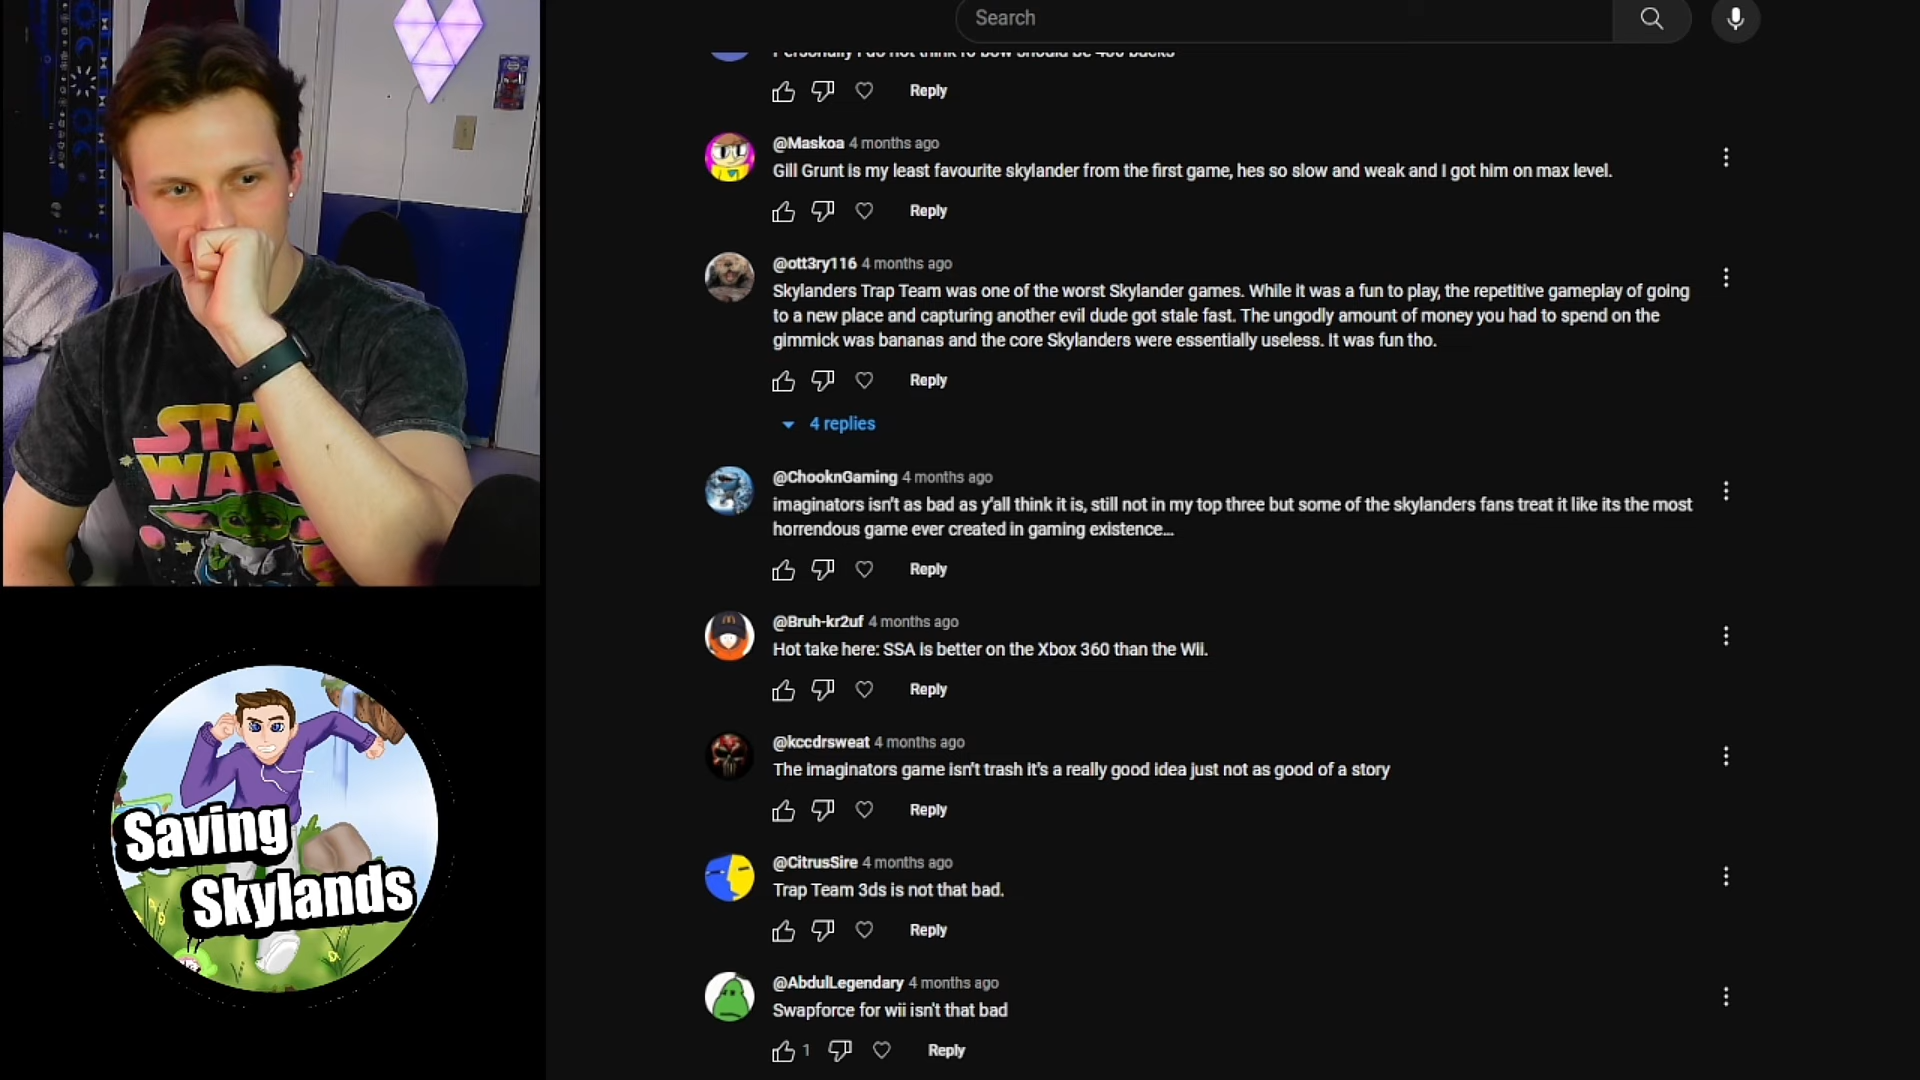 Search
Personally I do not think
should be
bucks
Reply
@Maskoa 4 months ago
Gill Grunt is my least favourite skylander from the first game, hes so slow and weak and I got him on max level.
Reply
@ott3ry116 4 months ago
Skylanders Trap Team was one of the worst Skylander games. While it was a fun to play, the repetitive gameplay of going
to a new place and capturing another evil dude got stale fast. The ungodly amount of money you had to spend on the
gimmick was bananas and the core Skylanders were essentially useless. It was fun tho.
Reply
4 replies
@ChooknGaming 4 months ago
imaginators isn't as bad as y'all think it is, still not in my top three but some of the skylanders fans treat it like its the most
horrendous game ever created in gaming existence...
Reply
@Bruh-kr2uf 4 months ago
Hot take here: SSA is better on the Xbox 360 than the Wii.
Reply
@kccdrsweat 4 months ago
The imaginators game isn't trash it's a really good idea just not as good of a story
Reply
@CitrusSire 4 months ago
Trap Team 3ds is not that bad.
Reply
@AbdulLegendary 4 months ago
Swapforce for wii isn't that bad
1 Reply
STA
WAR
Saving
Skylands